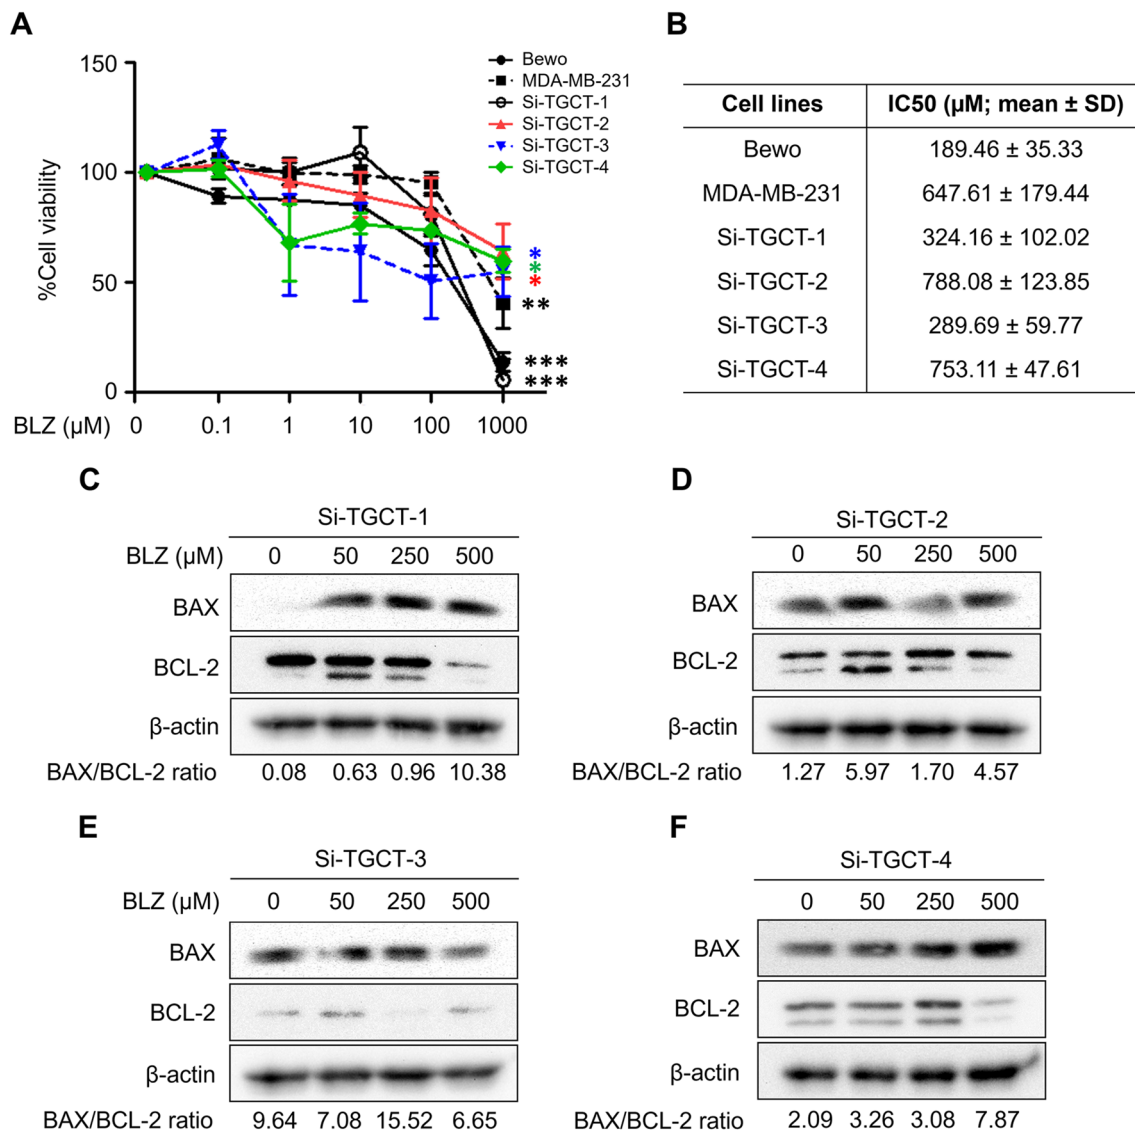 A
150
100
50
0
%Cell viability
BLZ (μM)
0 0.1 1 10 100 1000
Bewo
MDA-MB-231
Si-TGCT-1
Si-TGCT-2
Si-TGCT-3
Si-TGCT-4
*
*
*
**
***
***
B
Cell lines IC50 (μM; mean ± SD)
Bewo 189.46 ± 35.33
MDA-MB-231 647.61 ± 179.44
Si-TGCT-1 324.16 ± 102.02
Si-TGCT-2 788.08 ± 123.85
Si-TGCT-3 289.69 ± 59.77
Si-TGCT-4 753.11 ± 47.61
C
Si-TGCT-1
BLZ (μM) 0 50 250 500
BAX
BCL-2
β-actin
BAX/BCL-2 ratio 0.08 0.63 0.96 10.38
D
Si-TGCT-2
0 50 250 500
BAX
BCL-2
β-actin
BAX/BCL-2 ratio 1.27 5.97 1.70 4.57
E
Si-TGCT-3
BLZ (μM) 0 50 250 500
BAX
BCL-2
β-actin
BAX/BCL-2 ratio 9.64 7.08 15.52 6.65
F
Si-TGCT-4
0 50 250 500
BAX
BCL-2
β-actin
BAX/BCL-2 ratio 2.09 3.26 3.08 7.87